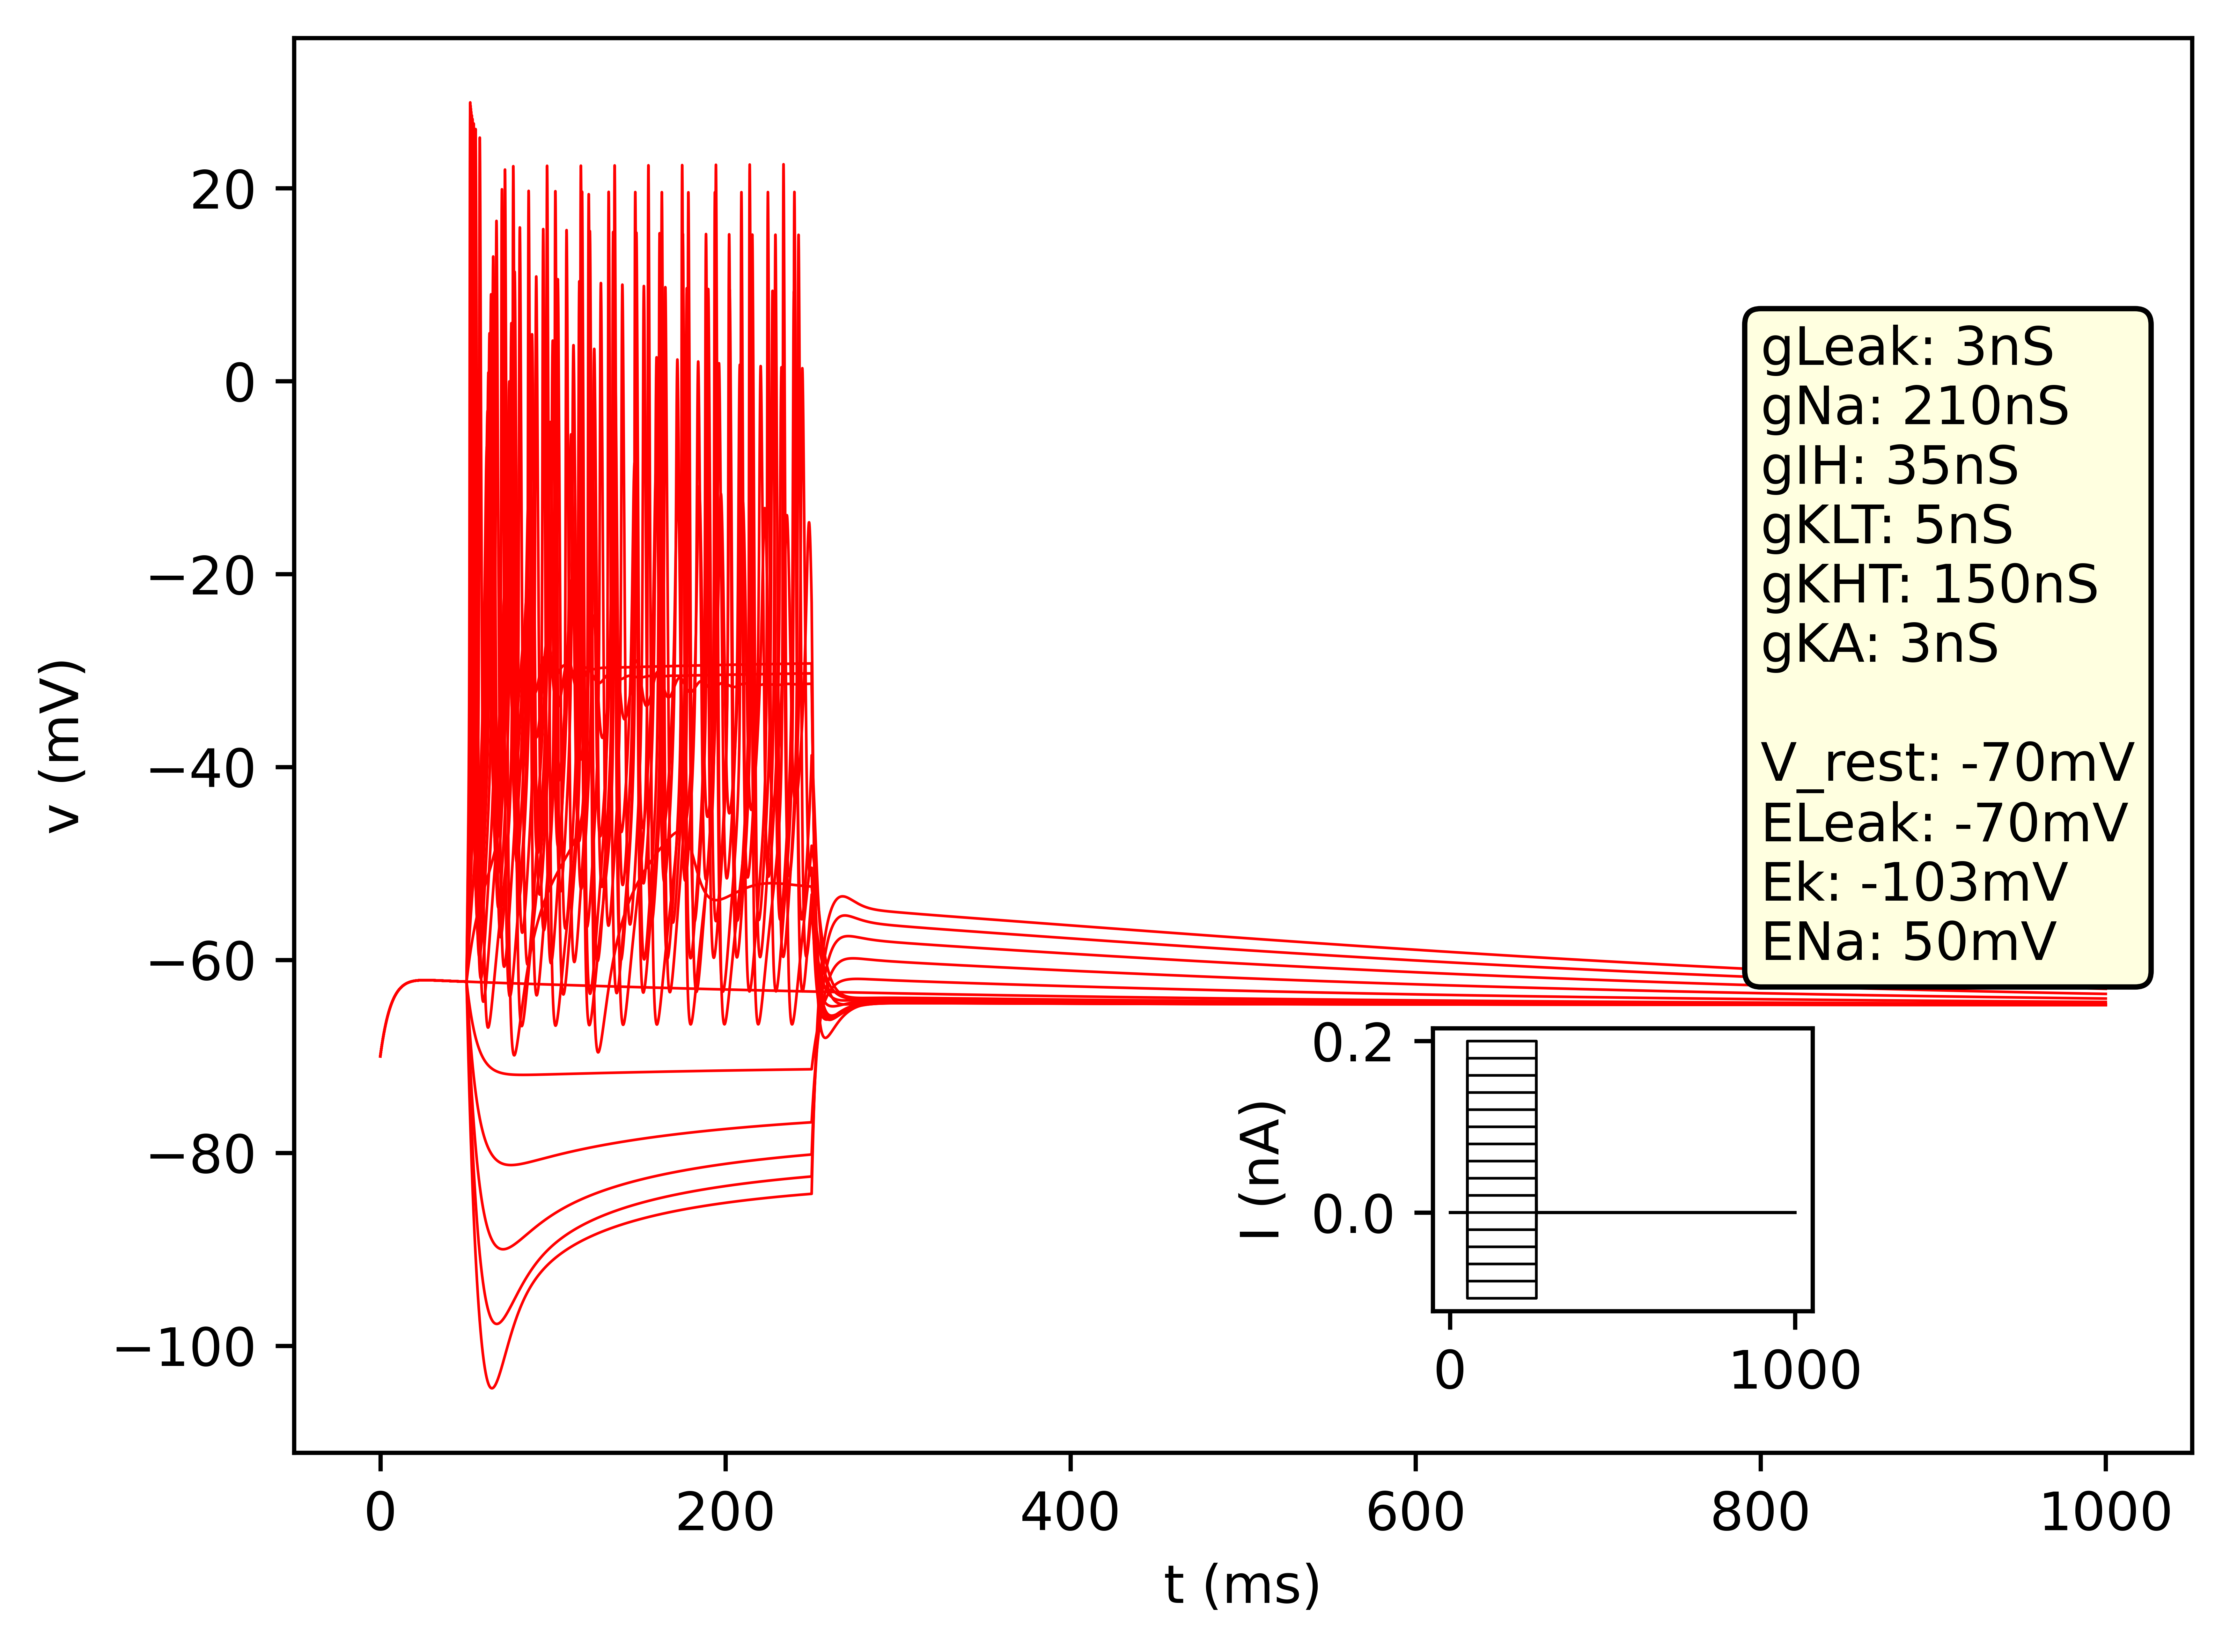 20
0
−20
−40
−60
−80
−100
v (mV)
0
200
400
600
800
1000
t (ms)
gLeak: 3nS
gNa: 210nS
gIH: 35nS
gKLT: 5nS
gKHT: 150nS
gKA: 3nS
V_rest: -70mV
ELeak: -70mV
Ek: -103mV
ENa: 50mV
0.2
0.0
I (nA)
0
1000